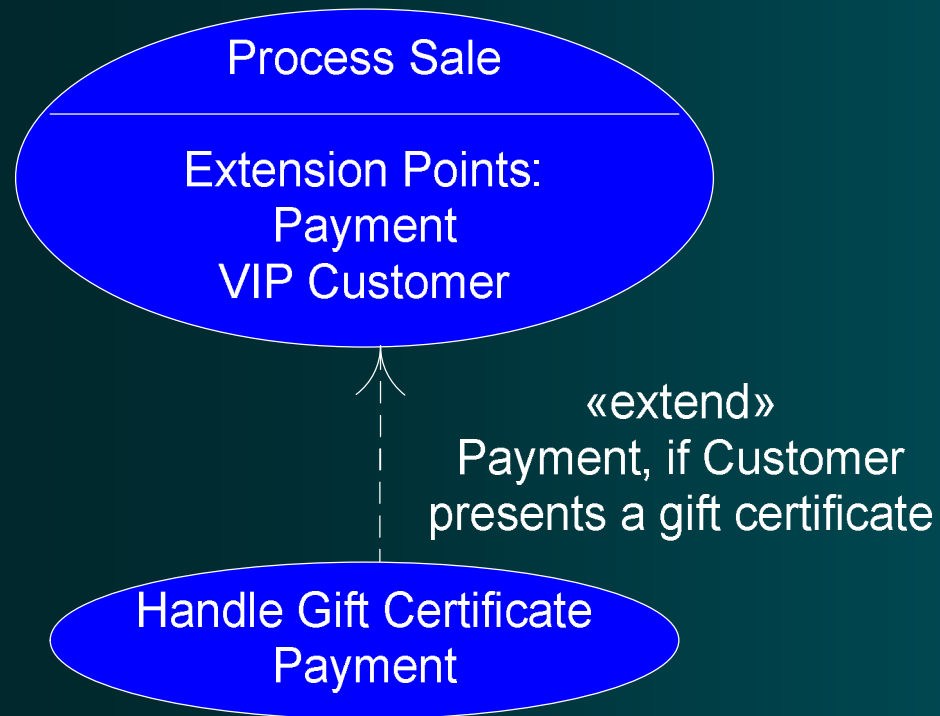 Process Sale
Extension Points:
Payment
VIP Customer
«extend»
Payment, if Customer
presents a gift certificate
Handle Gift Certificate
Payment